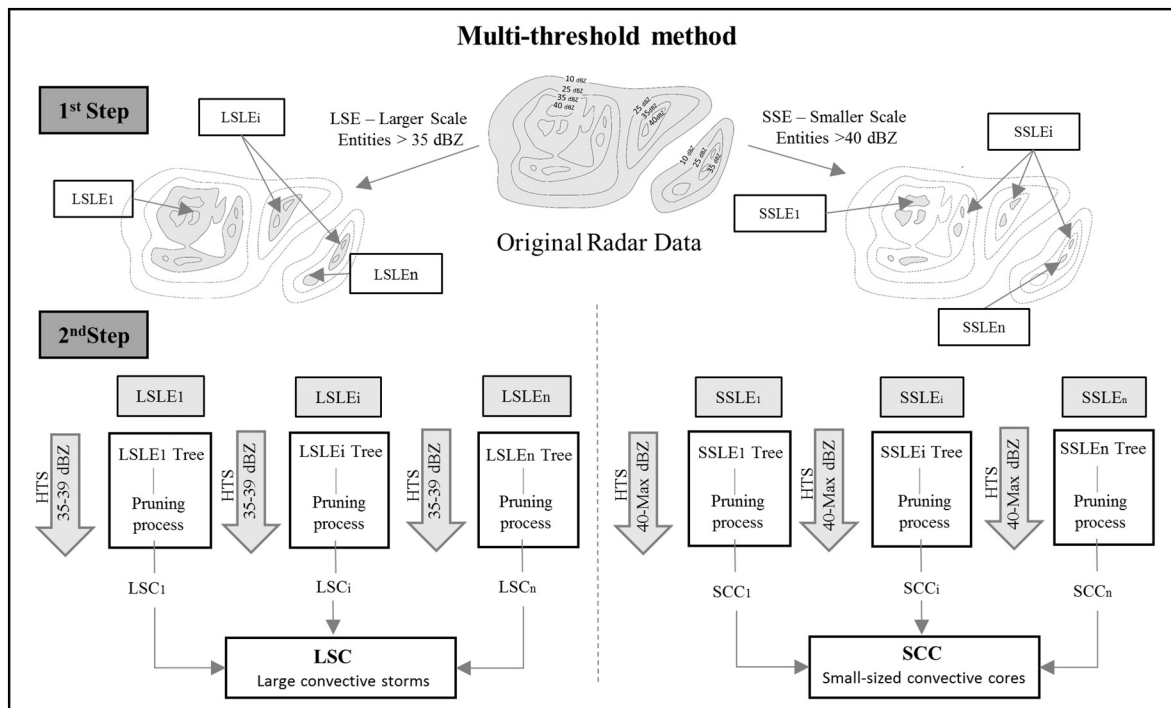 Multi-threshold method
1st Step
LSLEi
LSE – Larger Scale
Entities > 35 dBZ
10 dBZ
25 dBZ
35 dBZ
40 dBZ
25 dBZ
35dBZ
40dBZ
10 dBZ
25 dBZ
35 dBZ
SSE – Smaller Scale
Entities >40 dBZ
SSLEi
LSLE1
SSLE1
Original Radar Data
LSLEn
SSLEn
2nd Step
LSLE1
LSLEi
LSLEn
SSLE1
SSLEi
SSLEn
HTS
35-39 dBZ
LSLE1 Tree
Pruning
process
HTS
35-39 dBZ
LSLEi Tree
Pruning
process
HTS
35-39 dBZ
LSLEn Tree
Pruning
process
HTS
40-Max dBZ
SSLE1 Tree
Pruning
process
HTS
40-Max dBZ
SSLEi Tree
Pruning
process
HTS
40-Max dBZ
SSLEn Tree
Pruning
process
LSC1
LSCi
LSCn
SCC1
SCCi
SCCn
LSC
Large convective storms
SCC
Small-sized convective cores